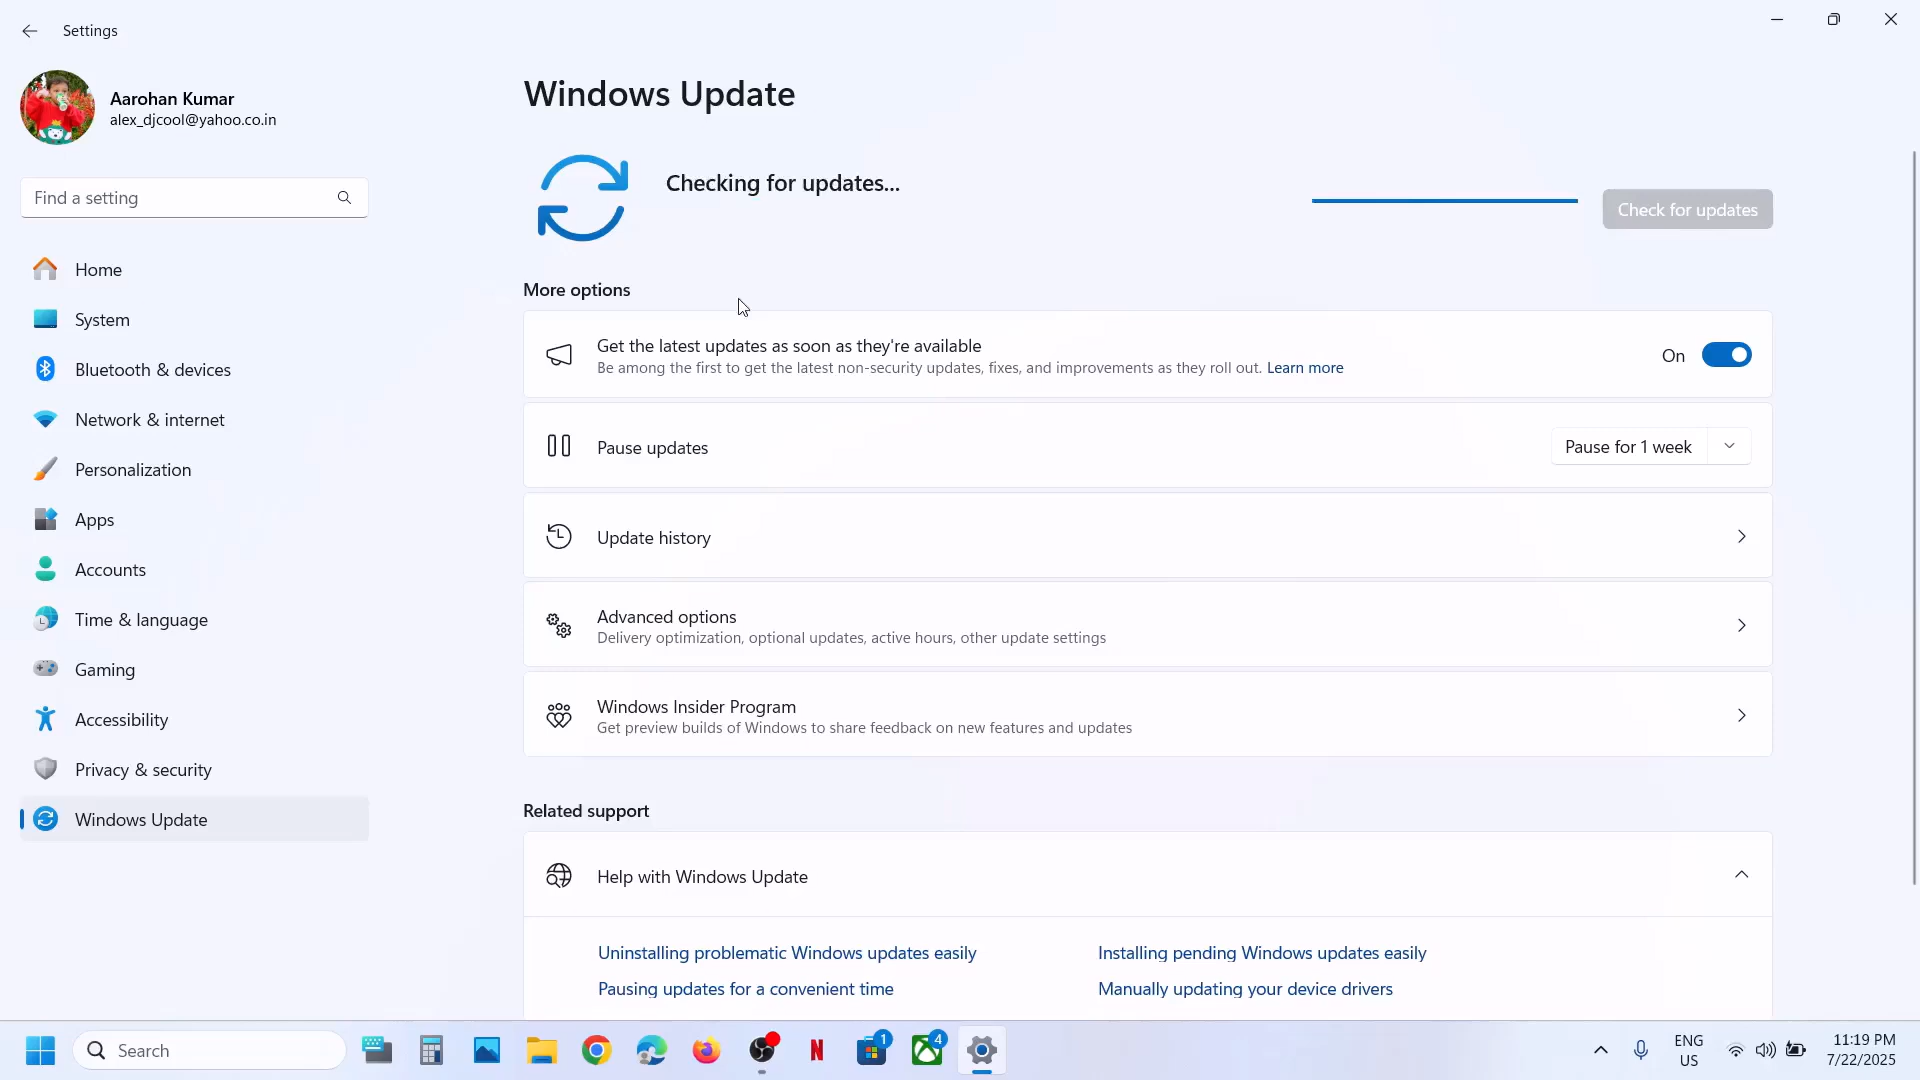 Settings
Aarohan Kumar
alex_djcool@yahoo.co.in
Find a setting
Home
System
Bluetooth & devices
Network & internet
Personalization
Apps
Accounts
Time & language
Gaming
Accessibility
Privacy & security
Windows Update
Windows Update
Checking for updates...
Check for updates
More options
Get the latest updates as soon as they're available
Be among the first to get the latest non-security updates, fixes, and improvements as they roll out. Learn more
On
Pause updates
Pause for 1 week
Update history
Advanced options
Delivery optimization, optional updates, active hours, other update settings
Windows Insider Program
Get preview builds of Windows to share feedback on new features and updates
Related support
Help with Windows Update
Uninstalling problematic Windows updates easily
Installing pending Windows updates easily
Pausing updates for a convenient time
Manually updating your device drivers
Search
N
1
4
ENG
US
11:19 PM
7/22/2025